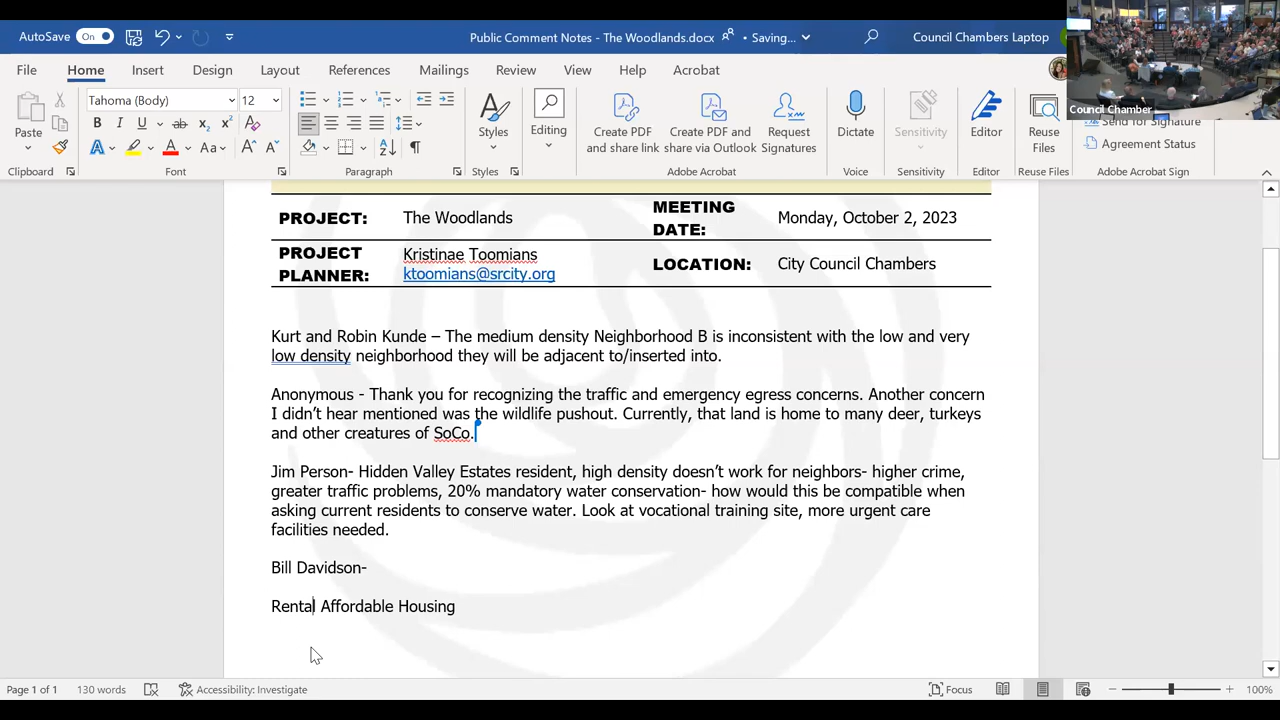 AutoSave On Public Comment Notes - The Woodlands.docx • Saving... Council Chambers Laptop
Council Chamber
File Home Insert Design Layout References Mailings Review View Help Acrobat
Tahoma (Body) 12
Paste
Styles
Editing
Create PDF and share link
Create PDF and share via Outlook
Request Signatures
Dictate
Sensitivity
Editor
Reuse Files
Send for Signature
Agreement Status
Clipboard Font Paragraph Styles Adobe Acrobat Voice Sensitivity Editor Reuse Files Adobe Acrobat Sign
PROJECT: The Woodlands MEETING DATE: Monday, October 2, 2023
PROJECT PLANNER: Kristinae Toomians ktoomians@srcity.org LOCATION: City Council Chambers
Kurt and Robin Kunde – The medium density Neighborhood B is inconsistent with the low and very
low density neighborhood they will be adjacent to/inserted into.
Anonymous - Thank you for recognizing the traffic and emergency egress concerns. Another concern
I didn't hear mentioned was the wildlife pushout. Currently, that land is home to many deer, turkeys
and other creatures of SoCo.
Jim Person- Hidden Valley Estates resident, high density doesn't work for neighbors- higher crime,
greater traffic problems, 20% mandatory water conservation- how would this be compatible when
asking current residents to conserve water. Look at vocational training site, more urgent care
facilities needed.
Bill Davidson-
Rental Affordable Housing
Page 1 of 1 130 words Accessibility: Investigate Focus 100%